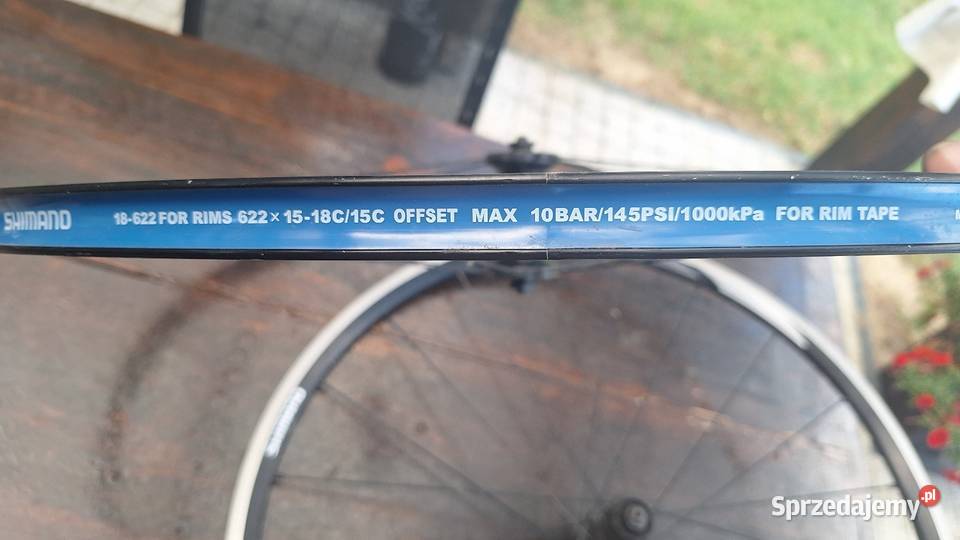 SHIMANO 18-622 FOR RIMS 622×15-18C/15C OFFSET MAX 10BAR/145PSI/1000kPa FOR RIM TAPE
Sprzedajemy.pl